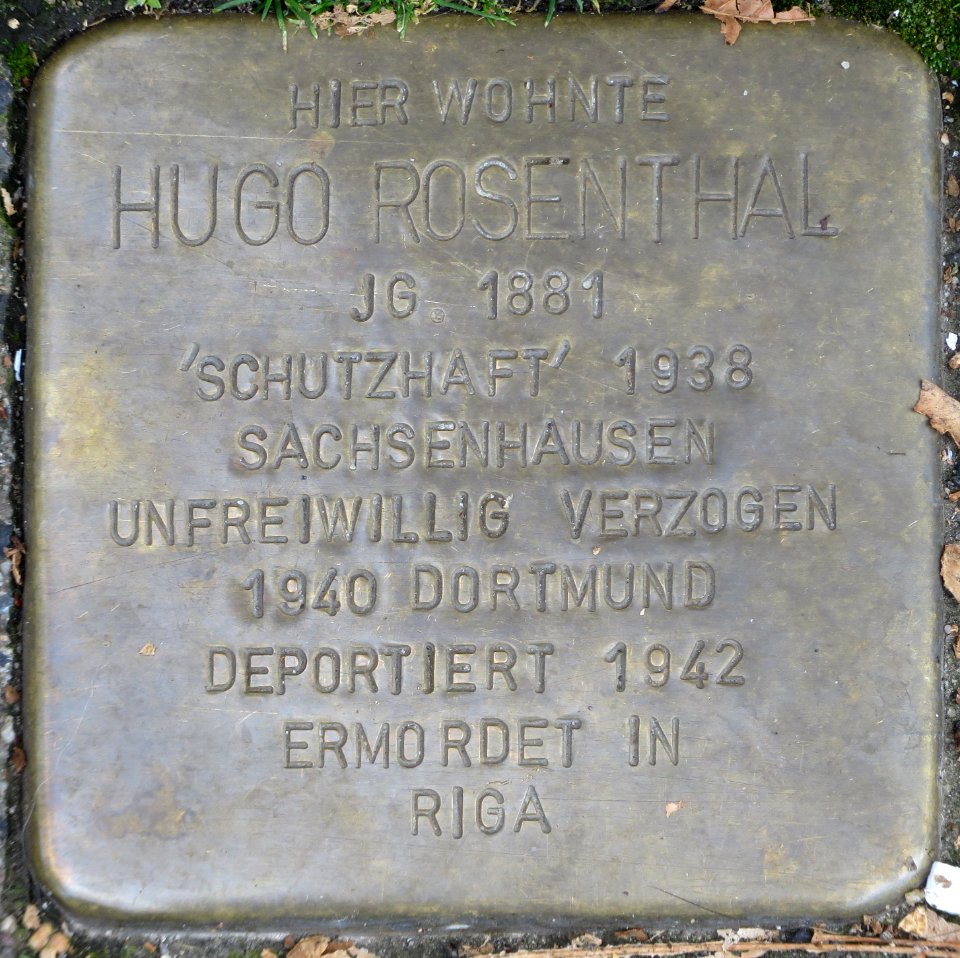 HIER WOHNTE
HUGO ROSENTHAL
JG. 1881
'SCHUTZHAFT' 1938
SACHSENHAUSEN
UNFREIWILLIG VERZOGEN
1940 DORTMUND
DEPORTIERT 1942
ERMORDET IN
RIGA